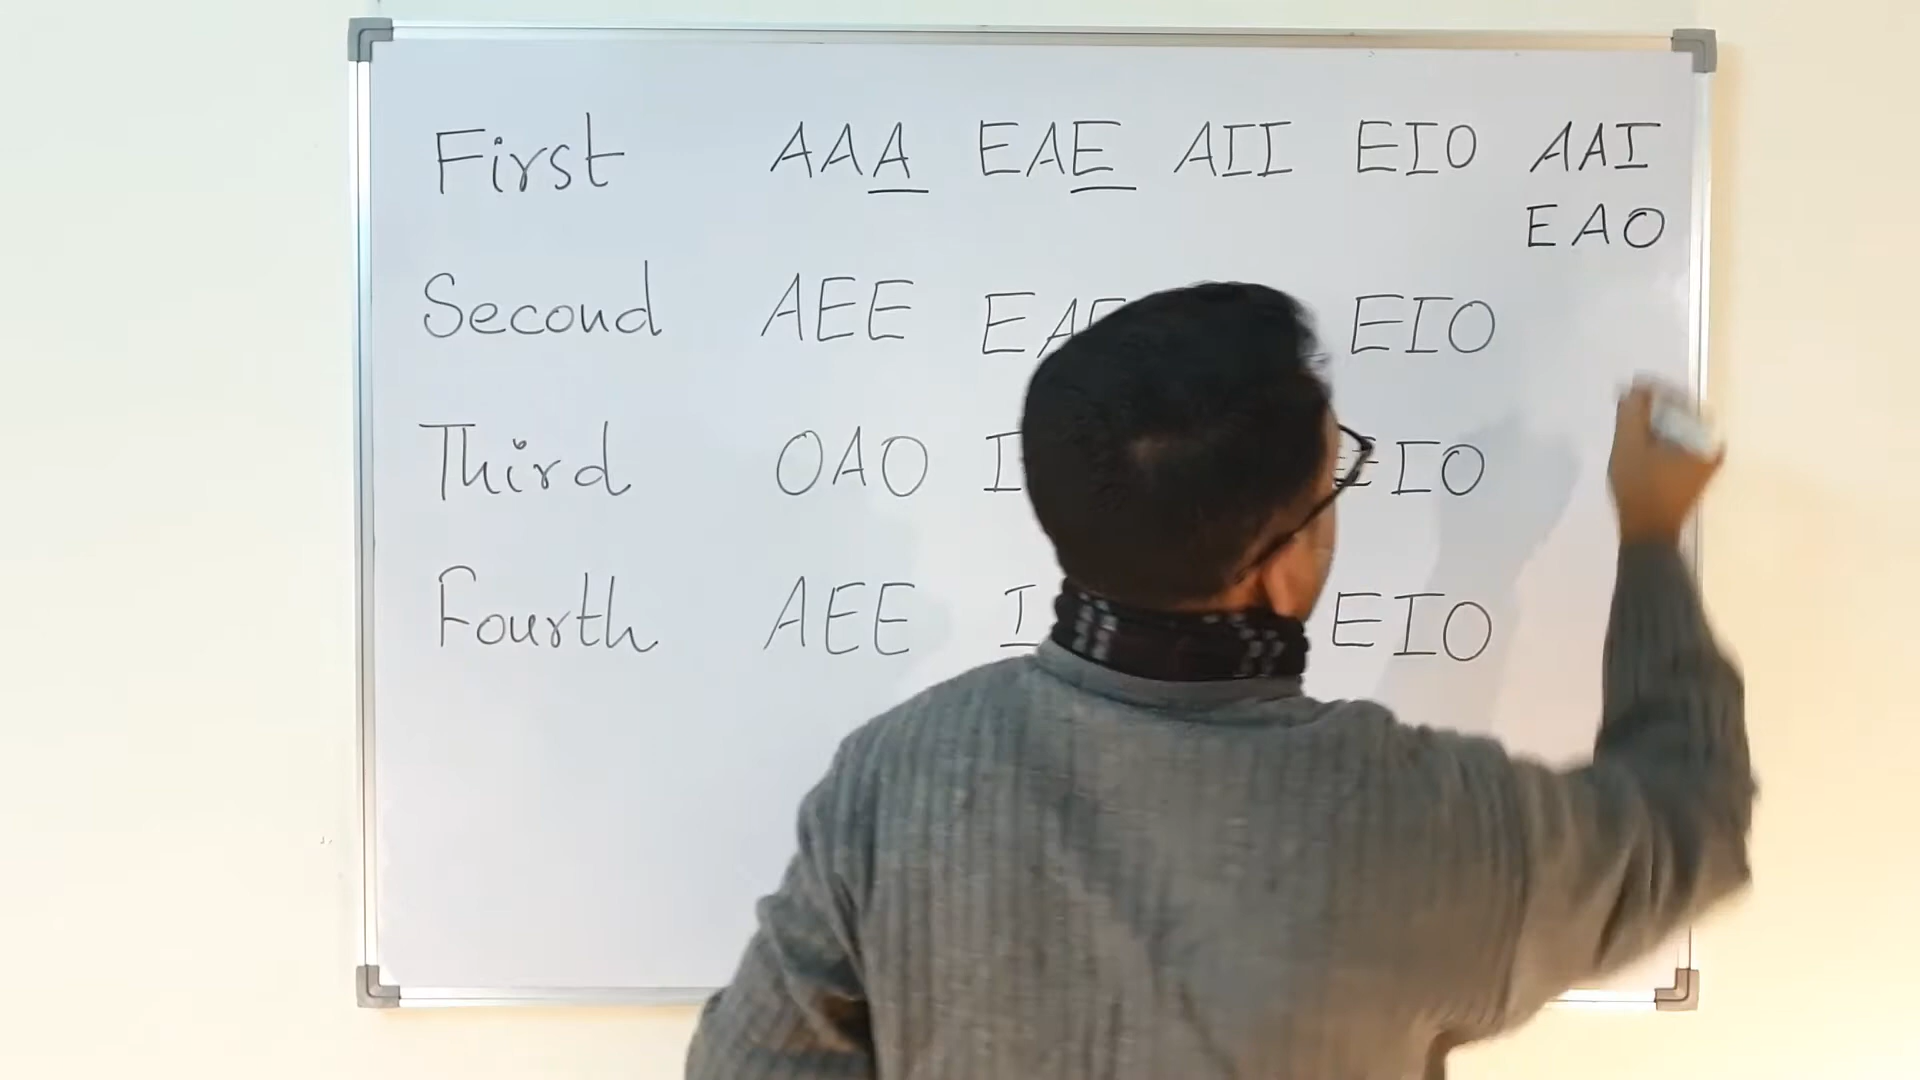 First AAA EAE AII EIO AAI
EAO
Second AEE EIO
Third OAO EIO
Fourth AEE EIO